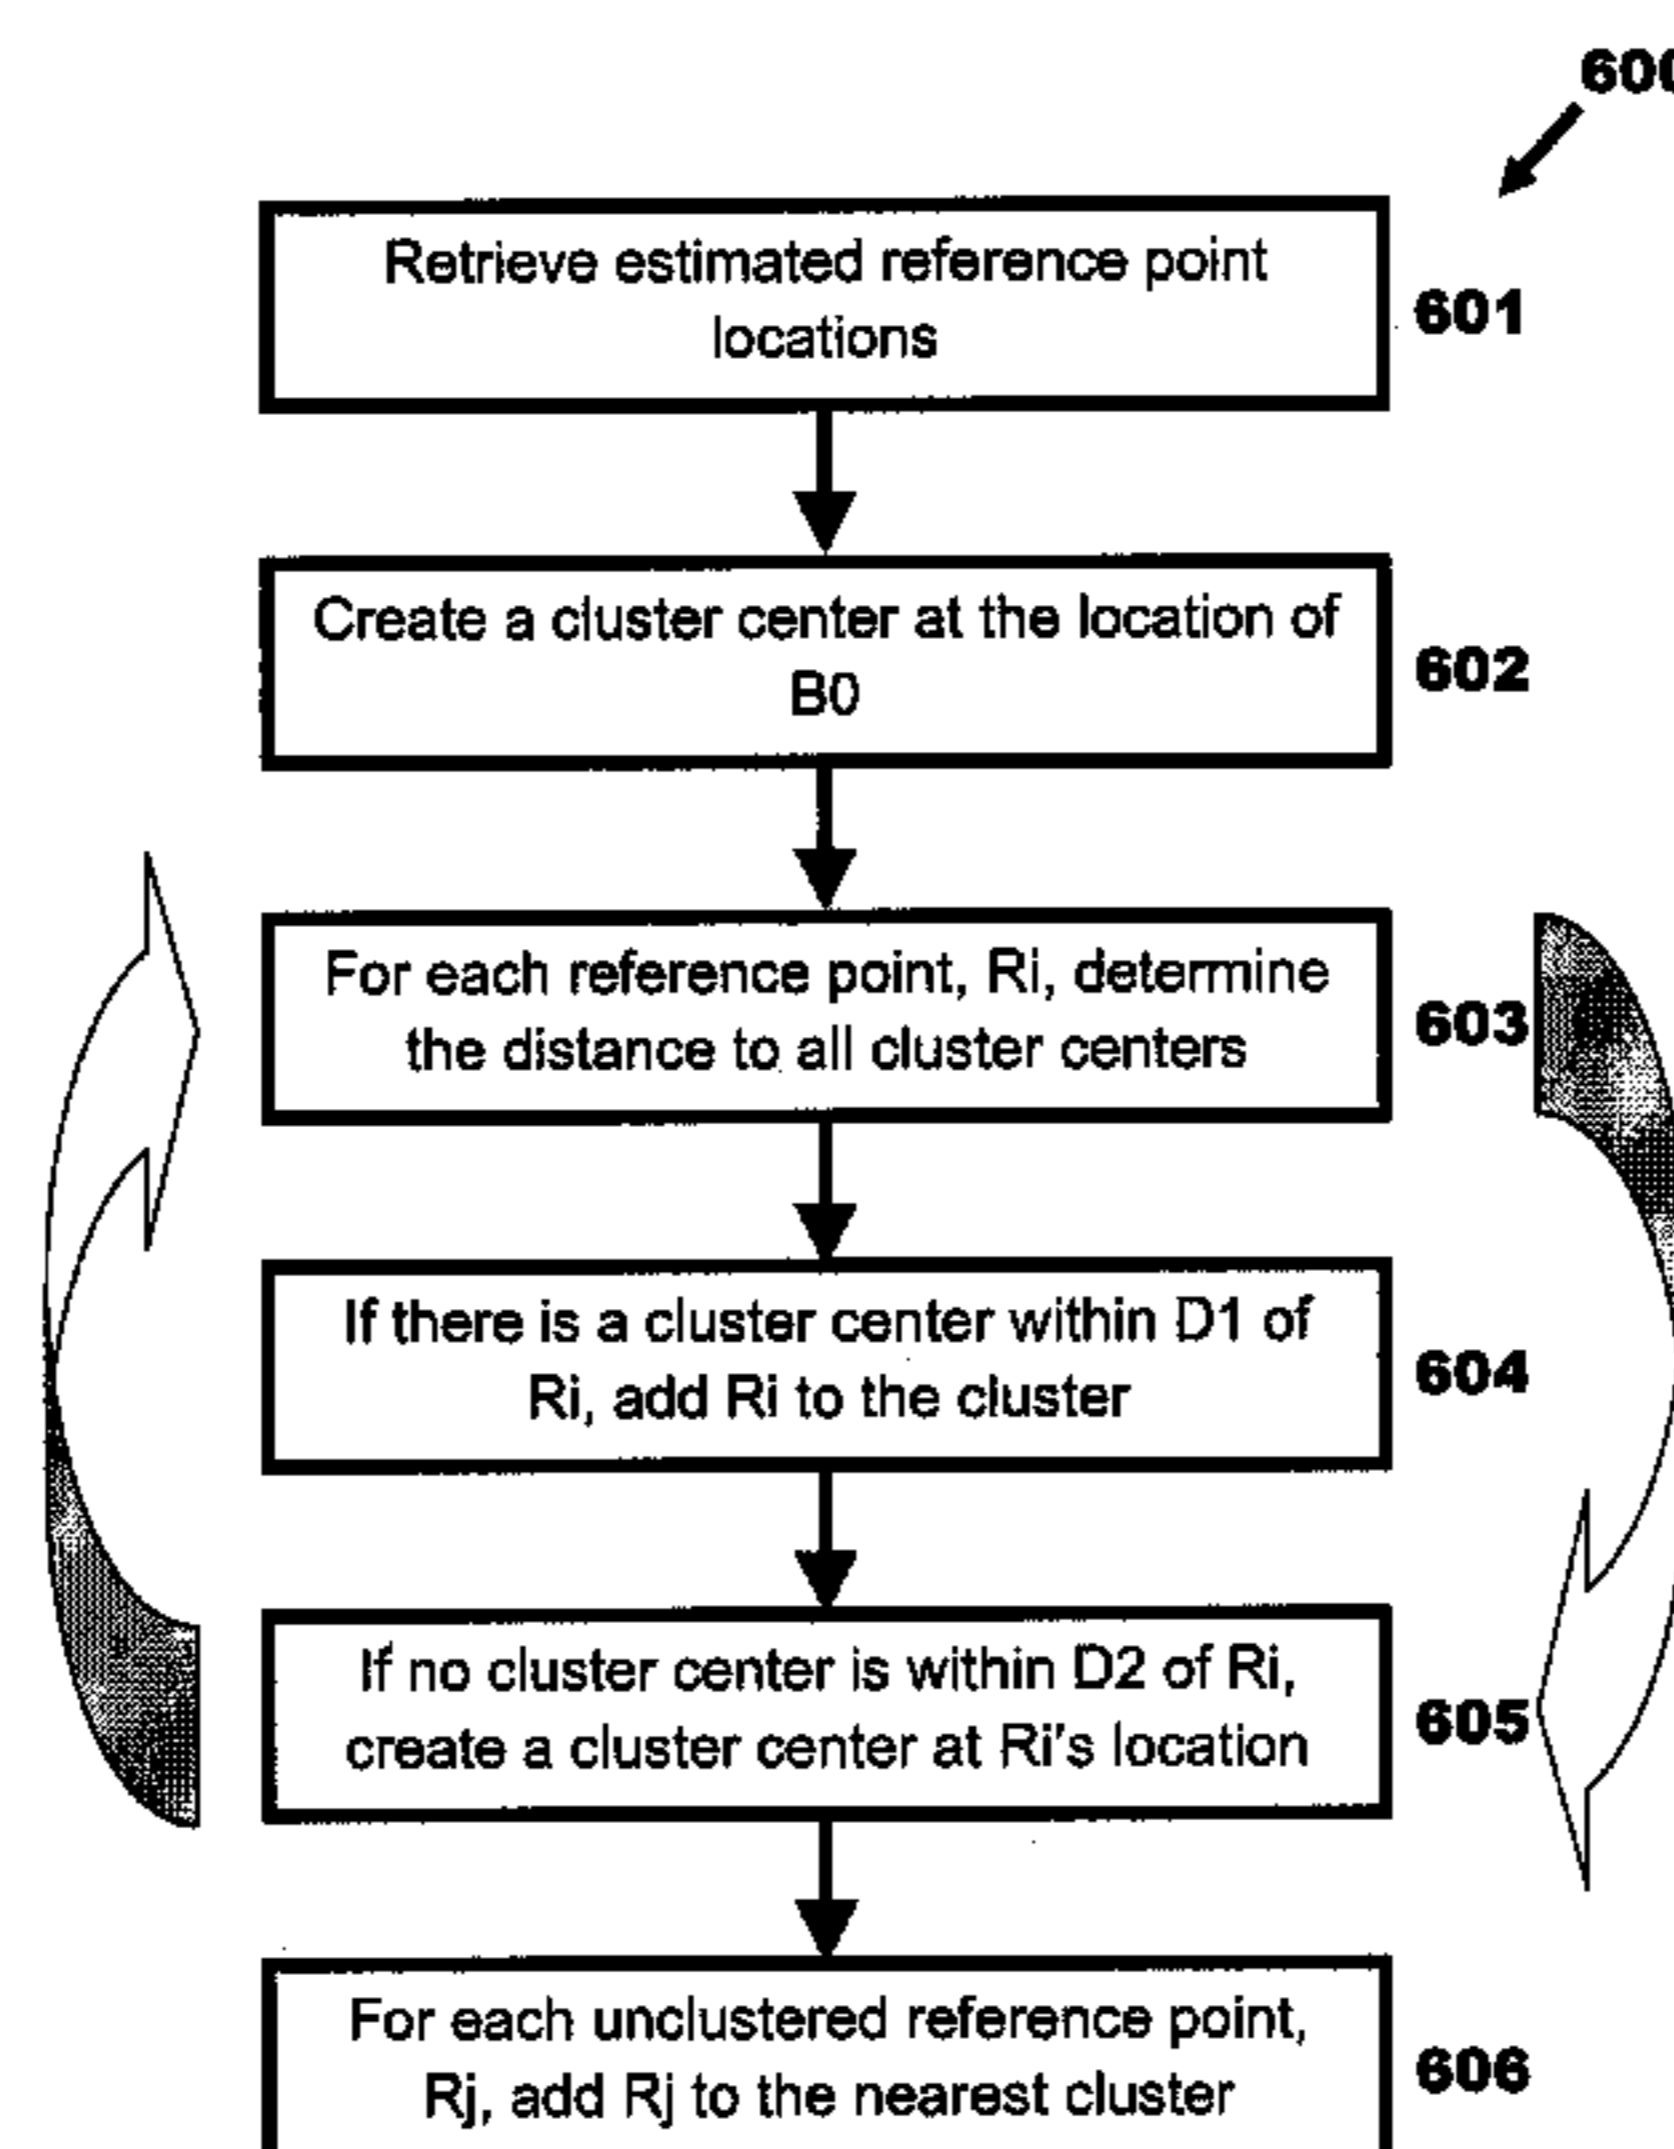 600
Retrieve estimated reference point
locations
601
Create a cluster center at the location of
B0
602
For each reference point, Ri, determine
the distance to all cluster centers
603
If there is a cluster center within D1 of
Ri, add Ri to the cluster
604
If no cluster center is within D2 of Ri,
create a cluster center at Ri's location
605
For each unclustered reference point,
Rj, add Rj to the nearest cluster
606